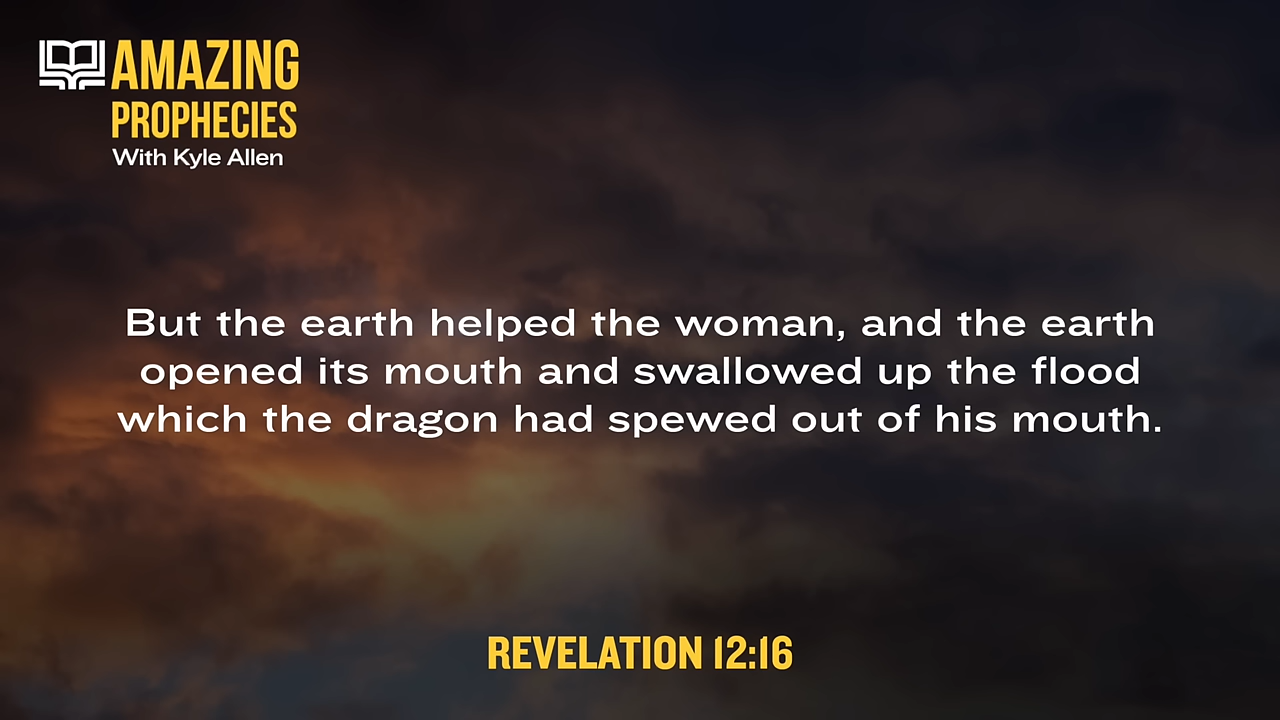 AMAZING
PROPHECIES
With Kyle Allen
But the earth helped the woman, and the earth
opened its mouth and swallowed up the flood
which the dragon had spewed out of his mouth.
REVELATION 12:16